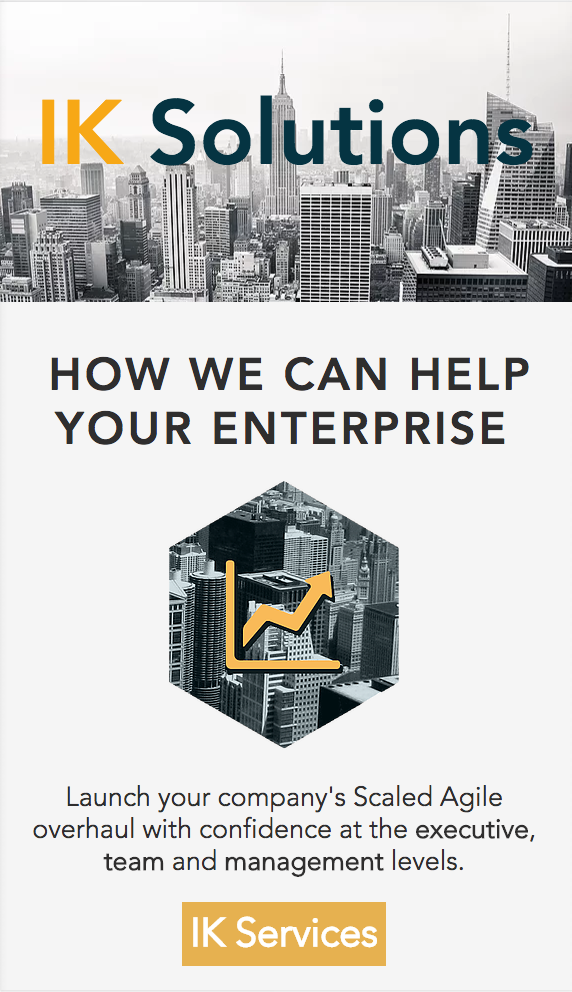 IK Solutions
HOW WE CAN HELP
YOUR ENTERPRISE
Launch your company's Scaled Agile
overhaul with confidence at the executive,
team and management levels.
IK Services